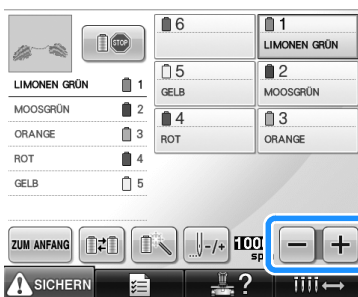 STOP
LIMONEN GRÜN 1
MOOSGRÜN 2
ORANGE 3
ROT 4
GELB 5
6
1
LIMONEN GRÜN
5
GELB
2
MOOSGRÜN
4
ROT
3
ORANGE
ZUM ANFANG
-/+
− +
SICHERN
?